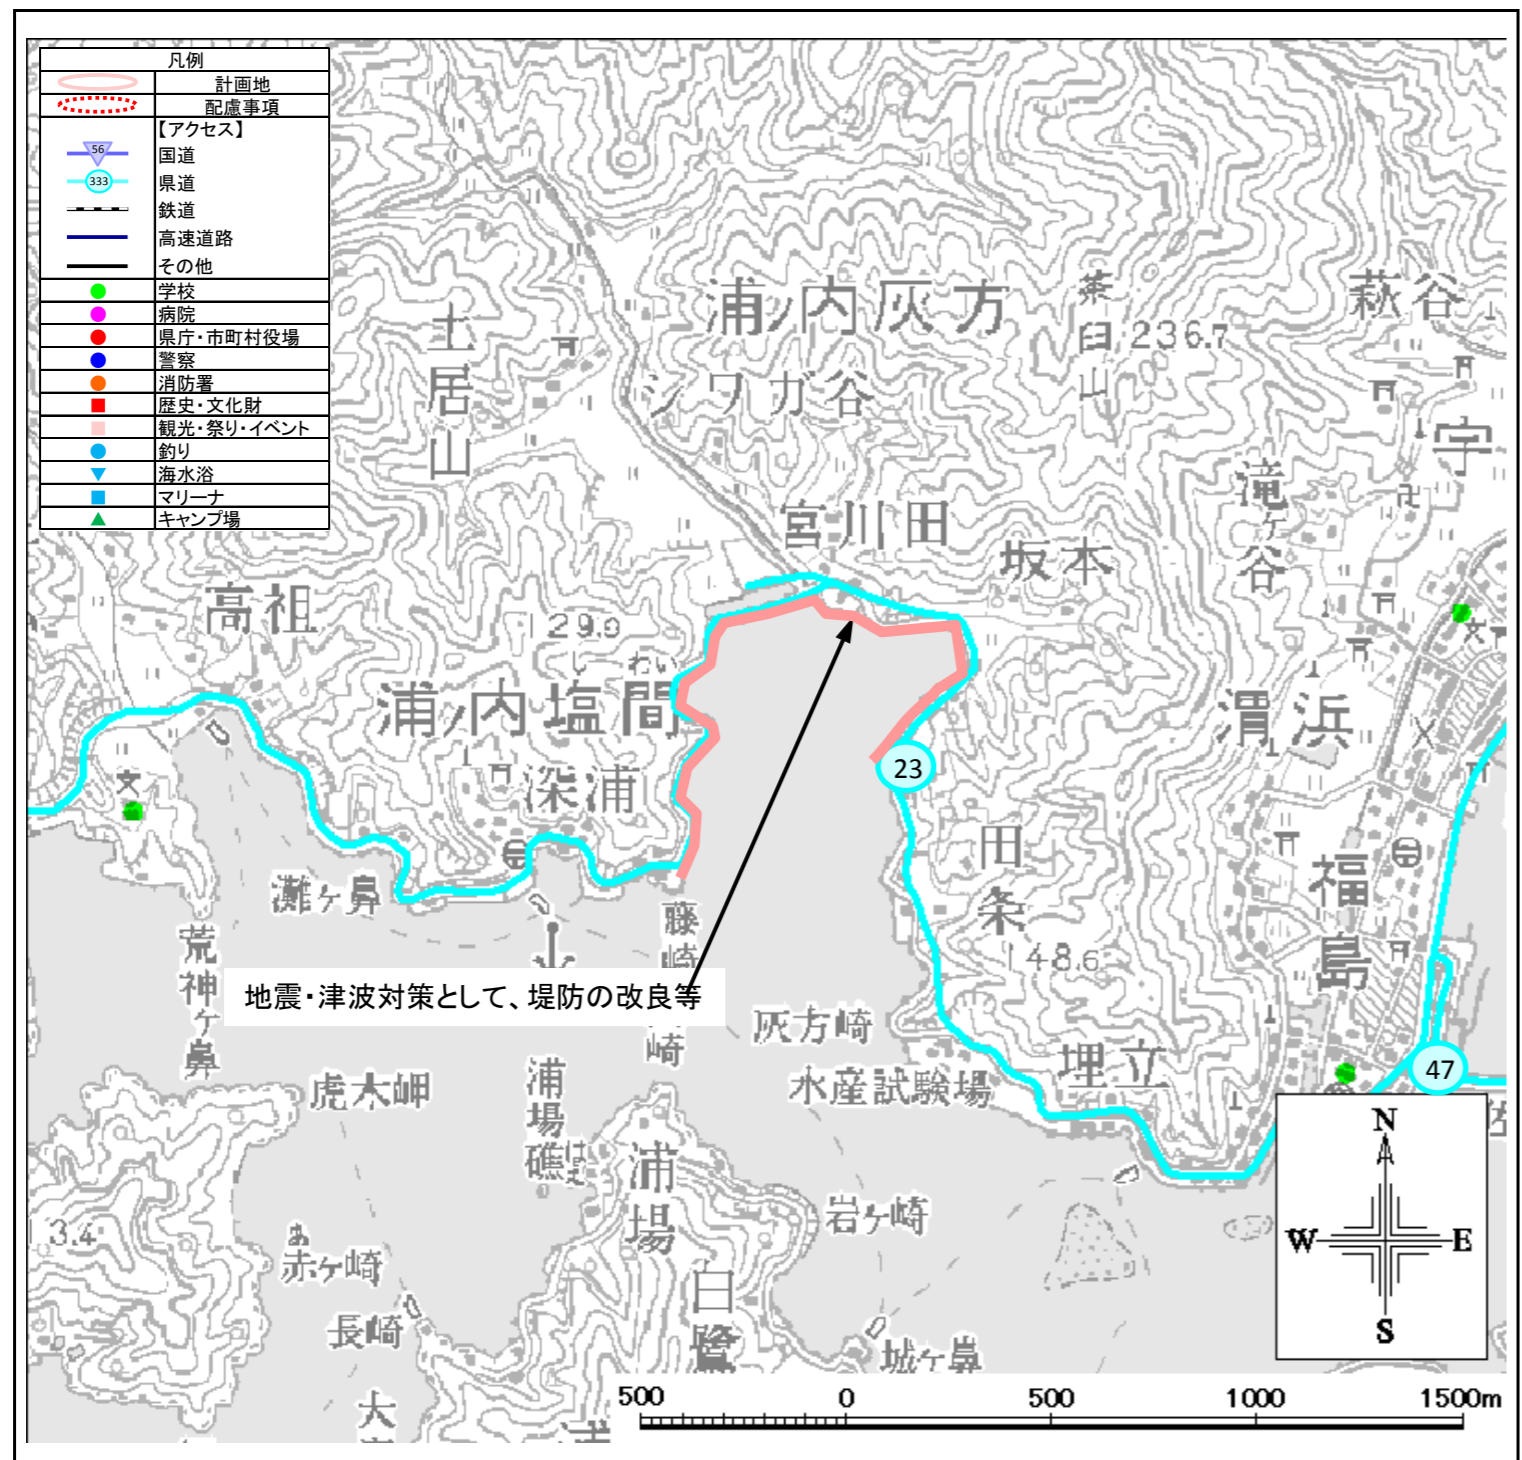 凡例
計画地
配慮事項
【アクセス】
56
国道
333
県道
鉄道
高速道路
その他
学校
病院
県庁・市町村役場
警察
消防署
歴史・文化財
観光・祭り・イベント
釣り
海水浴
マリーナ
キャンプ場
浦ノ内灰方
茶臼山
236.7
萩谷
土居山
シワガ谷
宇
滝ヶ谷
宮川田
坂本
高祖
129.9
しわい
浦ノ内塩間
渭浜
深浦
23
田条
148.6
福島
灘ヶ鼻
荒神ヶ鼻
藤崎
地震・津波対策として、堤防の改良等
崎
灰方崎
水産試験場
埋立
47
虎木岬
浦場礁
浦場
岩ヶ崎
3.4
赤ヶ崎
長崎
白鷺
城ヶ鼻
大
N
W
E
S
500
0
500
1000
1500m